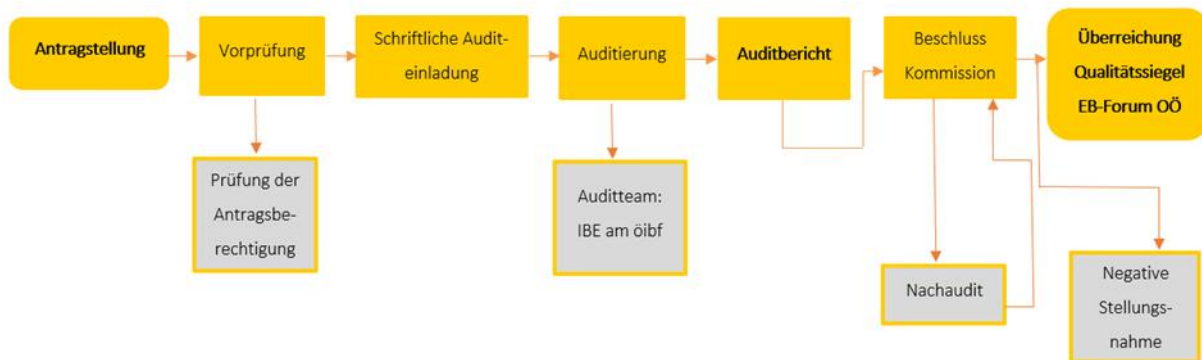 Antragstellung
Vorprüfung
Schriftliche Audit-
einladung
Auditierung
Auditbericht
Beschluss
Kommission
Überreichung
Qualitätssiegel
EB-Forum OÖ
Prüfung der
Antragsbe-
rechtigung
Auditteam:
IBE am öibf
Nachaudit
Negative
Stellungs-
nahme